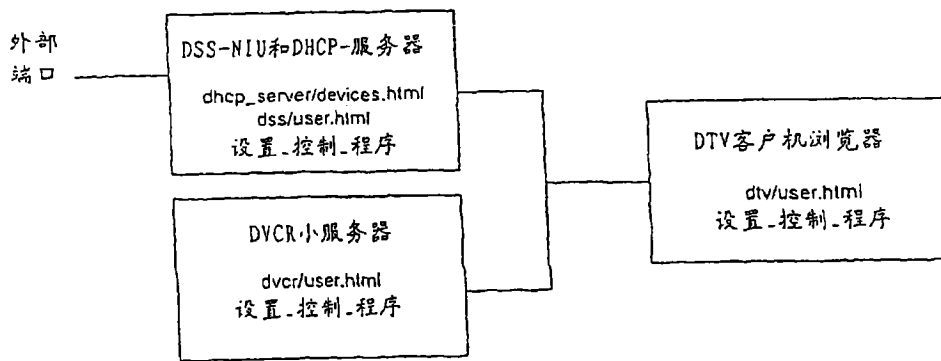 外部
端口
DSS-NIU和DHCP-服务器
dhcp_server/devices.html
dss/user.html
设置_控制_程序
DVCR小服务器
dvcr/user.html
设置_控制_程序
DTV客户机浏览器
dtv/user.html
设置_控制_程序